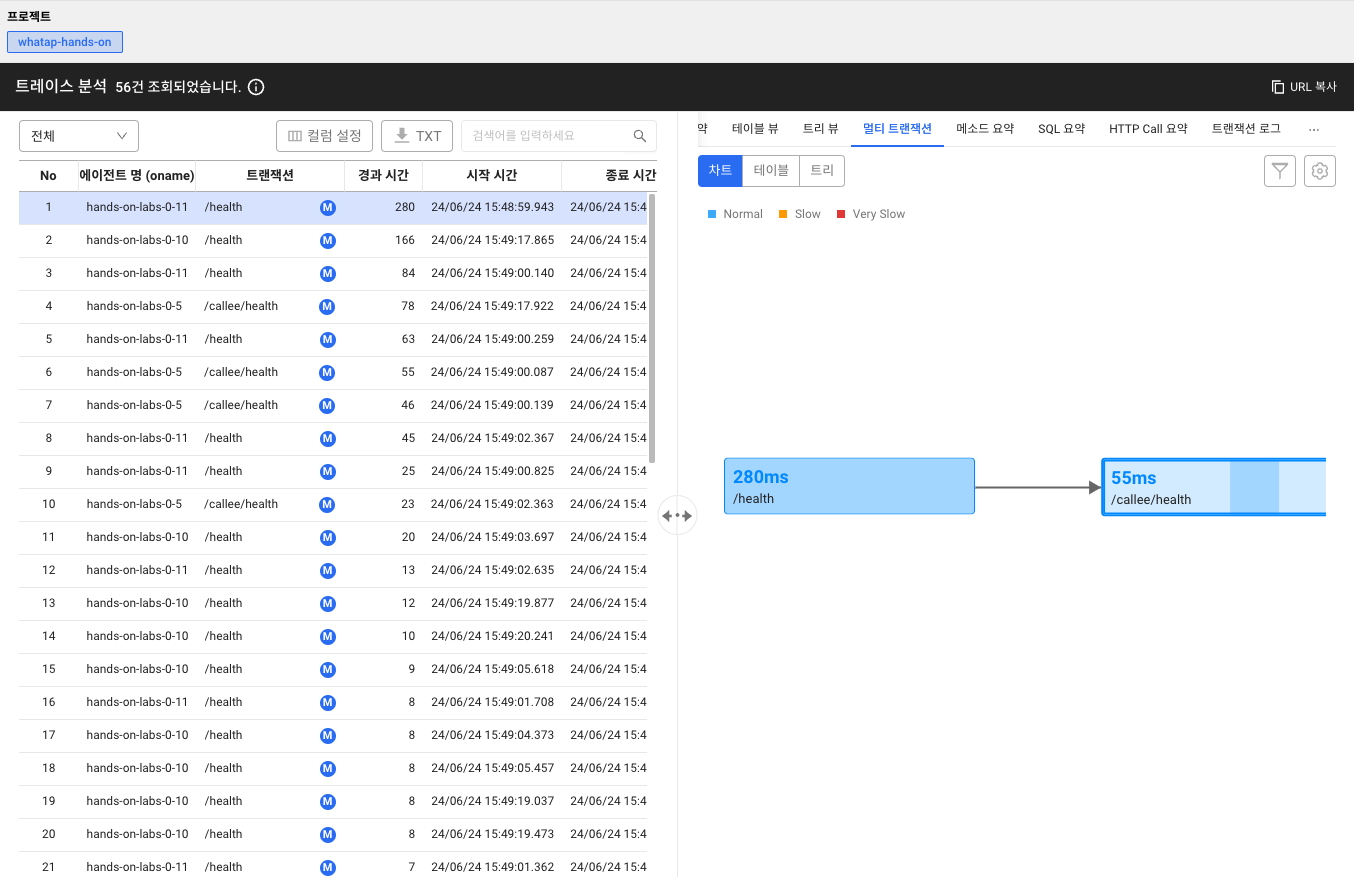 프로젝트
whatap-hands-on
트레이스 분석 56건 조회되었습니다.
URL 복사
전체
컬럼 설정
TXT
검색어를 입력하세요
No 에이전트 명 (oname) 트랜잭션 경과 시간 시작 시간 종료 시간
1 hands-on-labs-0-11 /health M 280 24/06/24 15:48:59.943 24/06/24 15:4
2 hands-on-labs-0-10 /health M 166 24/06/24 15:49:17.865 24/06/24 15:4
3 hands-on-labs-0-11 /health M 84 24/06/24 15:49:00.140 24/06/24 15:4
4 hands-on-labs-0-5 /callee/health M 78 24/06/24 15:49:17.922 24/06/24 15:4
5 hands-on-labs-0-11 /health M 63 24/06/24 15:49:00.259 24/06/24 15:4
6 hands-on-labs-0-5 /callee/health M 55 24/06/24 15:49:00.087 24/06/24 15:4
7 hands-on-labs-0-5 /callee/health M 46 24/06/24 15:49:00.139 24/06/24 15:4
8 hands-on-labs-0-11 /health M 45 24/06/24 15:49:02.367 24/06/24 15:4
9 hands-on-labs-0-11 /health M 25 24/06/24 15:49:00.825 24/06/24 15:4
10 hands-on-labs-0-5 /callee/health M 23 24/06/24 15:49:02.363 24/06/24 15:4
11 hands-on-labs-0-10 /health M 20 24/06/24 15:49:03.697 24/06/24 15:4
12 hands-on-labs-0-11 /health M 13 24/06/24 15:49:02.635 24/06/24 15:4
13 hands-on-labs-0-10 /health M 12 24/06/24 15:49:19.877 24/06/24 15:4
14 hands-on-labs-0-10 /health M 10 24/06/24 15:49:20.241 24/06/24 15:4
15 hands-on-labs-0-10 /health M 9 24/06/24 15:49:05.618 24/06/24 15:4
16 hands-on-labs-0-11 /health M 8 24/06/24 15:49:01.708 24/06/24 15:4
17 hands-on-labs-0-10 /health M 8 24/06/24 15:49:04.373 24/06/24 15:4
18 hands-on-labs-0-10 /health M 8 24/06/24 15:49:05.457 24/06/24 15:4
19 hands-on-labs-0-10 /health M 8 24/06/24 15:49:19.037 24/06/24 15:4
20 hands-on-labs-0-10 /health M 8 24/06/24 15:49:19.473 24/06/24 15:4
21 hands-on-labs-0-11 /health M 7 24/06/24 15:49:01.362 24/06/24 15:4
약 테이블 뷰 트리 뷰 멀티 트랜잭션 메소드 요약 SQL 요약 HTTP Call 요약 트랜잭션 로그 ...
차트 테이블 트리
Normal Slow Very Slow
280ms
/health
55ms
/callee/health